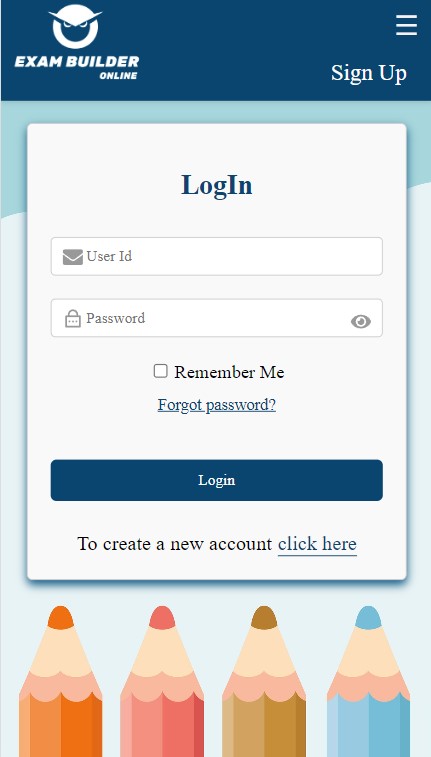 EXAM BUILDER
ONLINE
Sign Up
LogIn
User Id
Password
Remember Me
Forgot password?
Login
To create a new account click here